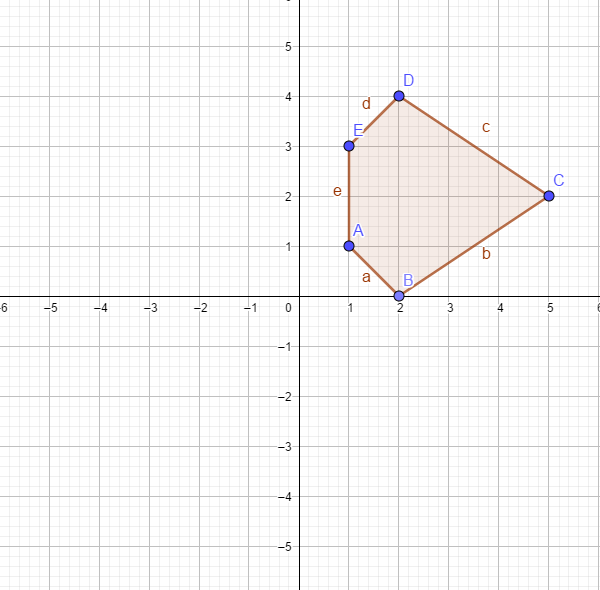 5
D
4
d
c
E
3
C
e
2
A
1
b
a
B
–6 –5 –4 –3 –2 –1 0 1 2 3 4 5 6
–1
–2
–3
–4
–5